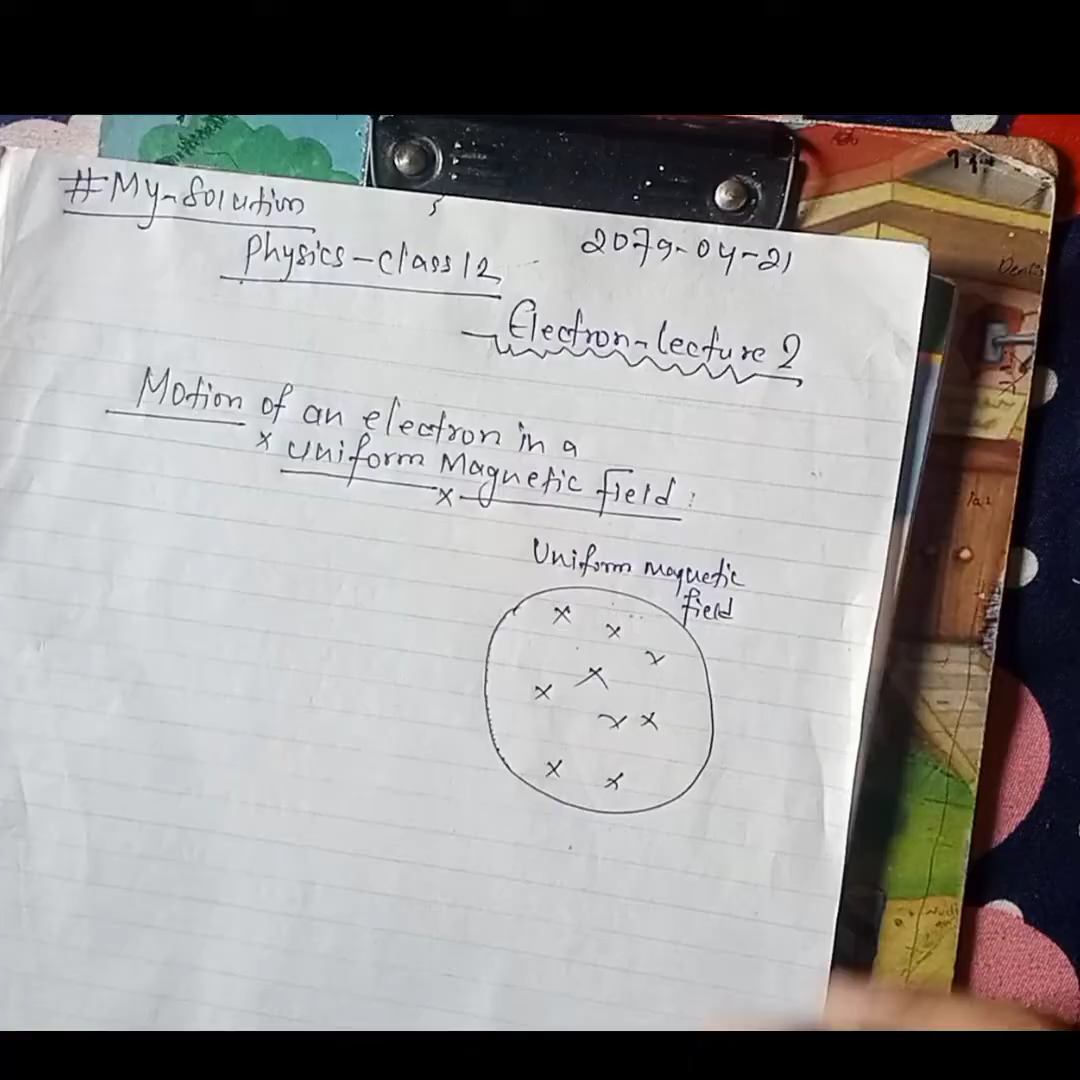 #My-Solution
Physics-class 12
2079-04-21
Electron-lecture 2
Motion of an electron in a
uniform Magnetic field:
Uniform magnetic
field